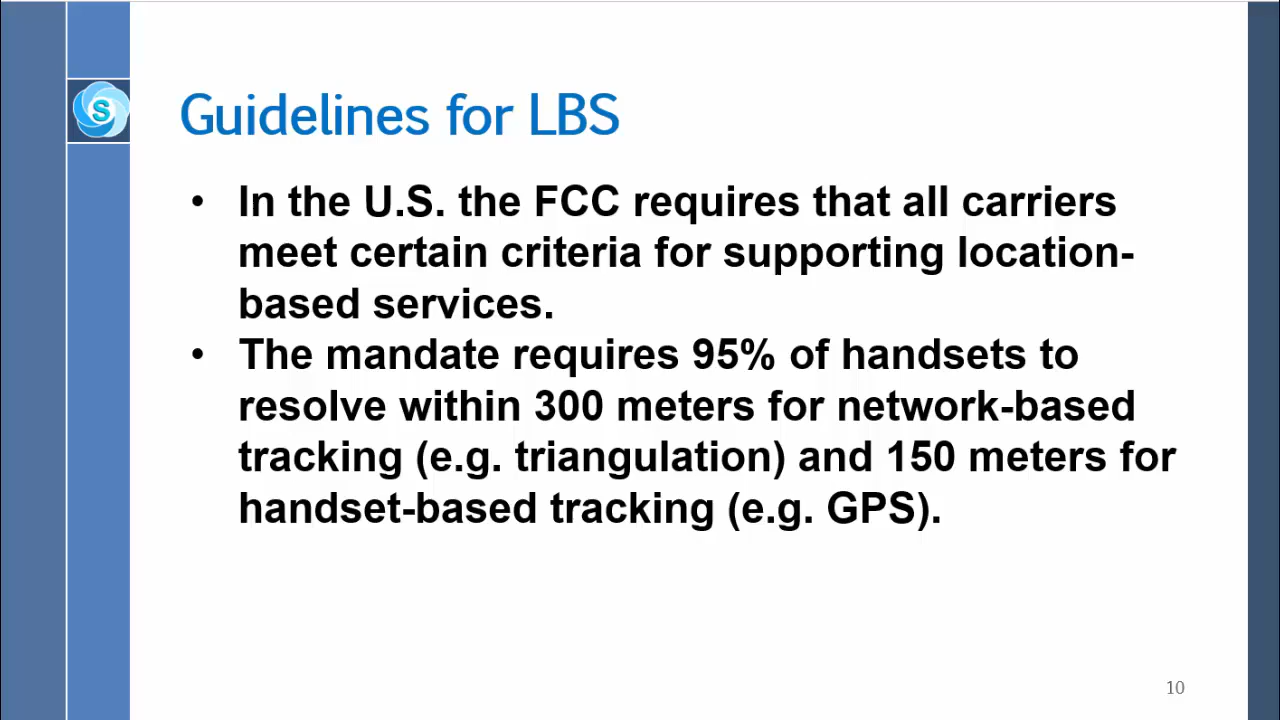 S
Guidelines for LBS
• In the U.S. the FCC requires that all carriers
meet certain criteria for supporting location-
based services.
• The mandate requires 95% of handsets to
resolve within 300 meters for network-based
tracking (e.g. triangulation) and 150 meters for
handset-based tracking (e.g. GPS).
10